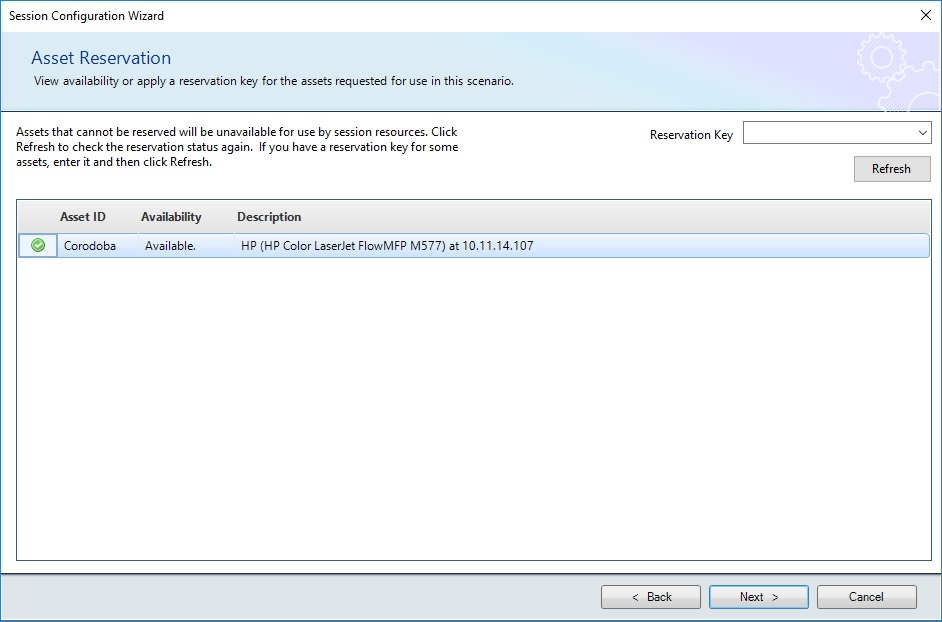 Session Configuration Wizard
Asset Reservation
View availability or apply a reservation key for the assets requested for use in this scenario.
Assets that cannot be reserved will be unavailable for use by session resources. Click
Refresh to check the reservation status again. If you have a reservation key for some
assets, enter it and then click Refresh.
Reservation Key
Refresh
Asset ID Availability Description
Corodoba Available. HP (HP Color LaserJet FlowMFP M577) at 10.11.14.107
< Back Next > Cancel